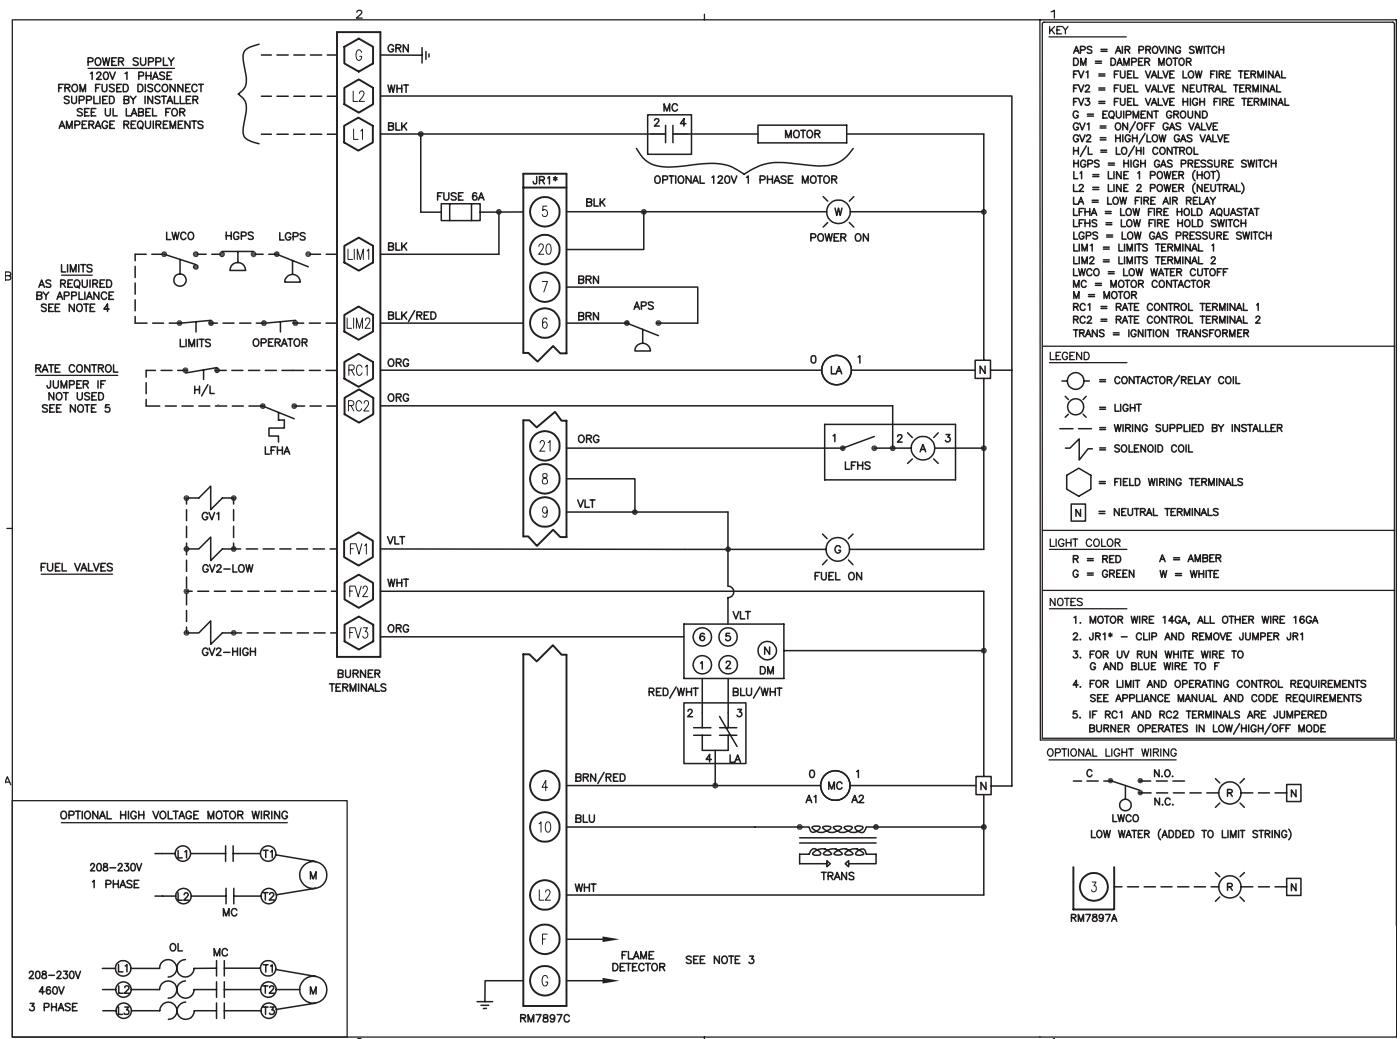 2
1
B
A
POWER SUPPLY
120V 1 PHASE
FROM FUSED DISCONNECT
SUPPLIED BY INSTALLER
SEE UL LABEL FOR
AMPERAGE REQUIREMENTS
G
GRN
L2
WHT
L1
BLK
MC
2 4
MOTOR
OPTIONAL 120V 1 PHASE MOTOR
JR1*
FUSE 6A
5
BLK
W
POWER ON
20
LWCO
HGPS
LGPS
LIM1
BLK
LIMITS
AS REQUIRED
BY APPLIANCE
SEE NOTE 4
7
BRN
APS
LIM2
BLK/RED
6
BRN
LIMITS
OPERATOR
RATE CONTROL
JUMPER IF
NOT USED
SEE NOTE 5
H/L
RC1
ORG
0
LA
1
N
RC2
ORG
LFHA
21
ORG
1
LFHS
2
A
3
8
9
VLT
GV1
GV2-LOW
FV1
VLT
G
FUEL ON
FUEL VALVES
FV2
WHT
GV2-HIGH
FV3
ORG
VLT
6
5
N
1
2
DM
BURNER
TERMINALS
RED/WHT
BLU/WHT
2
3
4
LA
4
BRN/RED
0
MC
1
A1
A2
N
10
BLU
TRANS
L2
WHT
F
FLAME
DETECTOR
SEE NOTE 3
G
RM7897C
OPTIONAL HIGH VOLTAGE MOTOR WIRING
208-230V
1 PHASE
L1
T1
M
L2
T2
MC
208-230V
460V
3 PHASE
OL
MC
L1
T1
L2
T2
M
L3
T3
KEY
APS = AIR PROVING SWITCH
DM = DAMPER MOTOR
FV1 = FUEL VALVE LOW FIRE TERMINAL
FV2 = FUEL VALVE NEUTRAL TERMINAL
FV3 = FUEL VALVE HIGH FIRE TERMINAL
G = EQUIPMENT GROUND
GV1 = ON/OFF GAS VALVE
GV2 = HIGH/LOW GAS VALVE
H/L = LO/HI CONTROL
HGPS = HIGH GAS PRESSURE SWITCH
L1 = LINE 1 POWER (HOT)
L2 = LINE 2 POWER (NEUTRAL)
LA = LOW FIRE AIR RELAY
LFHA = LOW FIRE HOLD AQUASTAT
LFHS = LOW FIRE HOLD SWITCH
LGPS = LOW GAS PRESSURE SWITCH
LIM1 = LIMITS TERMINAL 1
LIM2 = LIMITS TERMINAL 2
LWCO = LOW WATER CUTOFF
MC = MOTOR CONTACTOR
M = MOTOR
RC1 = RATE CONTROL TERMINAL 1
RC2 = RATE CONTROL TERMINAL 2
TRANS = IGNITION TRANSFORMER
LEGEND
= CONTACTOR/RELAY COIL
= LIGHT
= WIRING SUPPLIED BY INSTALLER
= SOLENOID COIL
= FIELD WIRING TERMINALS
N = NEUTRAL TERMINALS
LIGHT COLOR
R = RED A = AMBER
G = GREEN W = WHITE
NOTES
1. MOTOR WIRE 14GA, ALL OTHER WIRE 16GA
2. JR1* - CLIP AND REMOVE JUMPER JR1
3. FOR UV RUN WHITE WIRE TO
G AND BLUE WIRE TO F
4. FOR LIMIT AND OPERATING CONTROL REQUIREMENTS
SEE APPLIANCE MANUAL AND CODE REQUIREMENTS
5. IF RC1 AND RC2 TERMINALS ARE JUMPERED
BURNER OPERATES IN LOW/HIGH/OFF MODE
OPTIONAL LIGHT WIRING
C
N.O.
N.C.
R
N
LWCO
LOW WATER (ADDED TO LIMIT STRING)
3
R
N
RM7897A